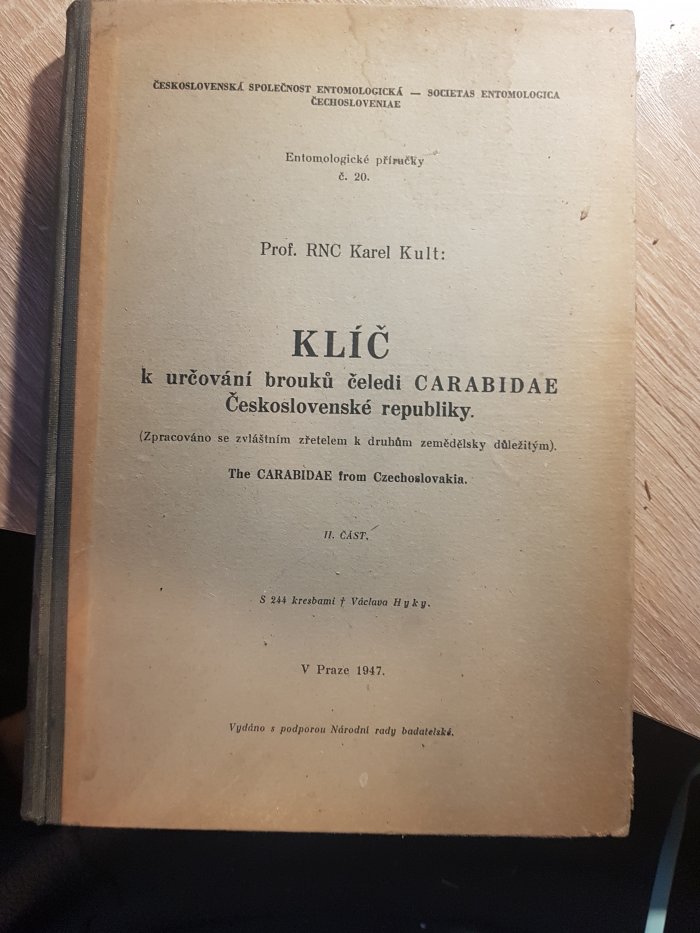 ČESKOSLOVENSKÁ SPOLEČNOST ENTOMOLOGICKÁ — SOCIETAS ENTOMOLOGICA
ČECHOSLOVENIAE
Entomologické příručky
č. 20.
Prof. RNC Karel Kult:
KLÍČ
k určování brouků čeledi CARABIDAE
Československé republiky.
(Zpracováno se zvláštním zřetelem k druhům zemědělsky důležitým).
The CARABIDAE from Czechoslovakia.
II. ČÁST.
S 244 kresbami † Václava Hyky.
V Praze 1947.
Vydáno s podporou Národní rady badatelské.